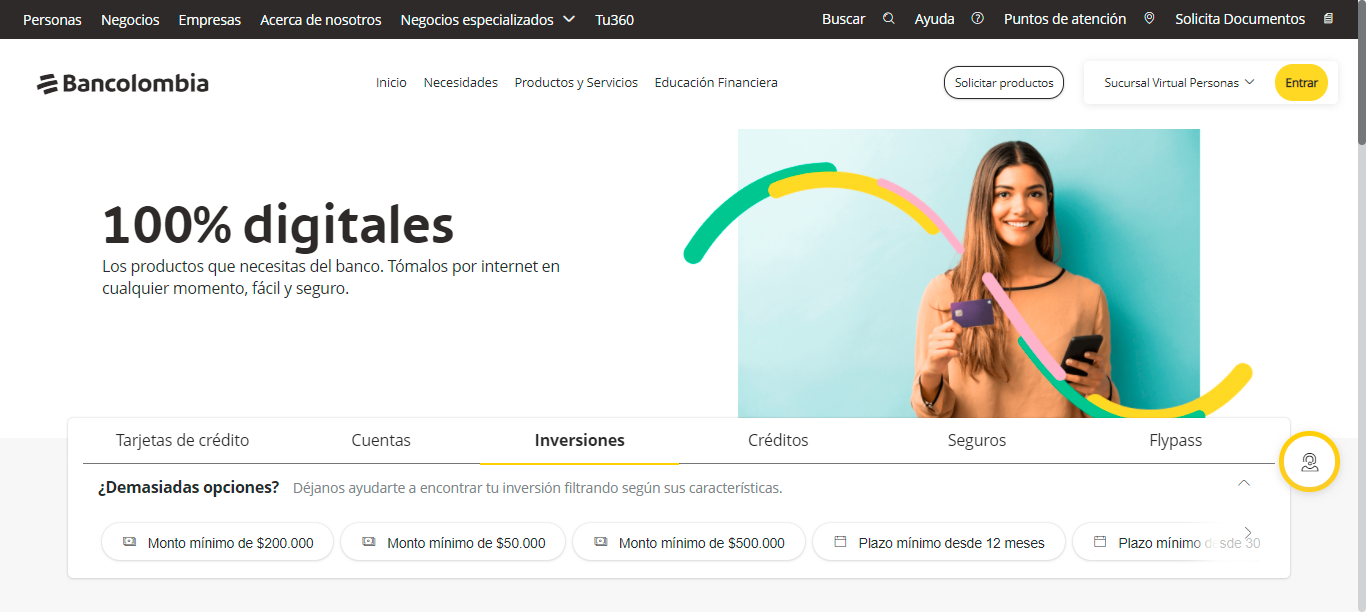 Personas Negocios Empresas Acerca de nosotros Negocios especializados Tu360 Buscar Ayuda Puntos de atención Solicita Documentos
Bancolombia Inicio Necesidades Productos y Servicios Educación Financiera Solicitar productos Sucursal Virtual Personas Entrar
100% digitales
Los productos que necesitas del banco. Tómalos por internet en
cualquier momento, fácil y seguro.
Tarjetas de crédito Cuentas Inversiones Créditos Seguros Flypass
¿Demasiadas opciones? Déjanos ayudarte a encontrar tu inversión filtrando según sus características.
Monto mínimo de $200.000 Monto mínimo de $50.000 Monto mínimo de $500.000 Plazo mínimo desde 12 meses Plazo mínimo desde 30